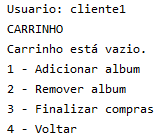 Usuario: cliente1
CARRINHO
Carrinho está vazio.
1 - Adicionar album
2 - Remover album
3 - Finalizar compras
4 - Voltar